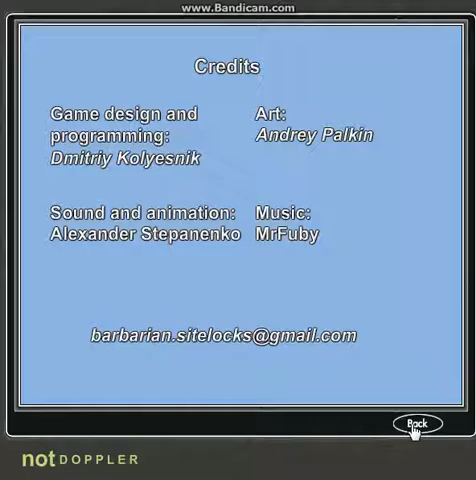 www.Bandicam.com
Credits
Game design and
programming:
Dmitriy Kolyesnik
Art:
Andrey Palkin
Sound and animation:
Alexander Stepanenko
Music:
MrFuby
barbarian.sitelocks@gmail.com
Back
notDOPPLER